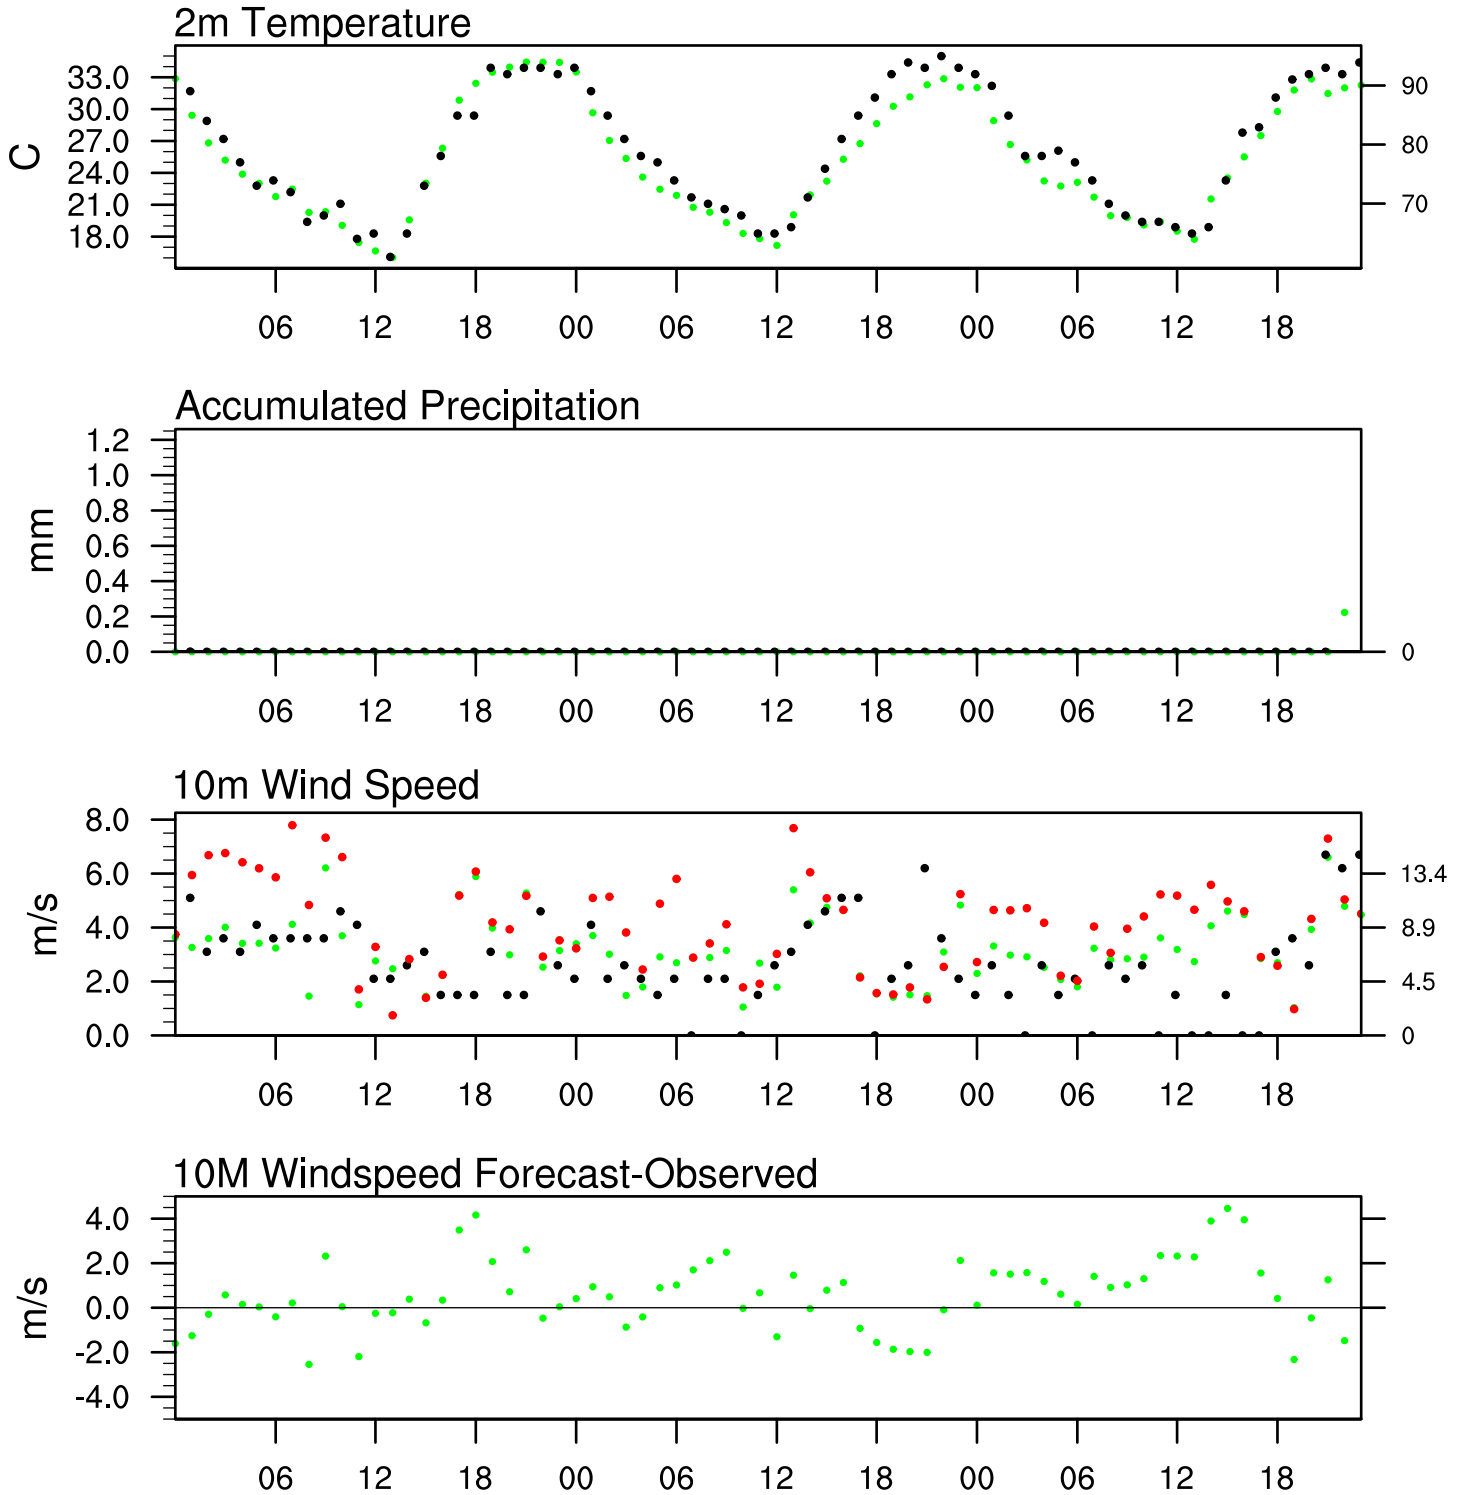 2m Temperature
33.0
30.0
27.0
24.0
21.0
18.0
C
90
80
70
06 12 18 00 06 12 18 00 06 12 18
Accumulated Precipitation
1.2
1.0
0.8
0.6
0.4
0.2
0.0
mm
0
06 12 18 00 06 12 18 00 06 12 18
10m Wind Speed
8.0
6.0
4.0
2.0
0.0
m/s
13.4
8.9
4.5
0
06 12 18 00 06 12 18 00 06 12 18
10M Windspeed Forecast-Observed
4.0
2.0
0.0
-2.0
-4.0
m/s
06 12 18 00 06 12 18 00 06 12 18